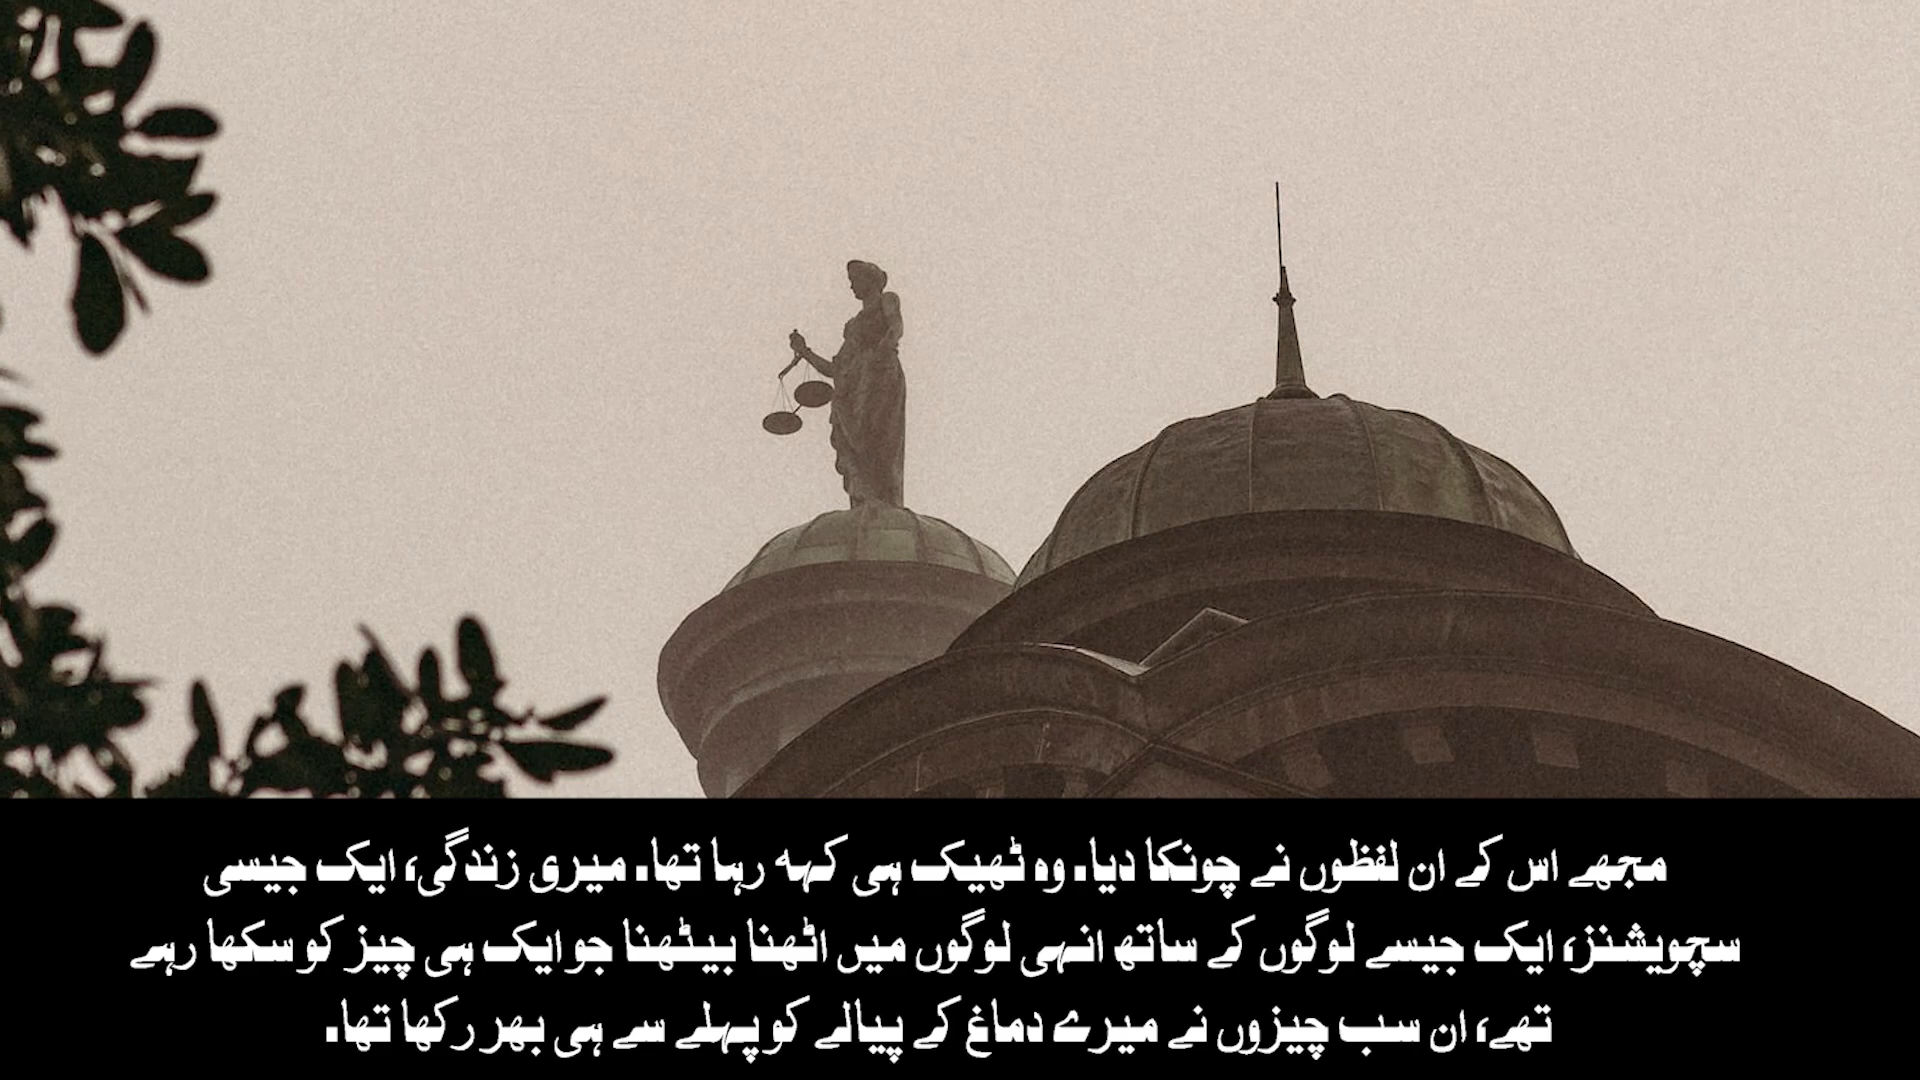 مجھے اس کے ان لفظوں نے چونکا دیا۔ وہ ٹھیک ہی کہہ رہا تھا۔ میری زندگی، ایک جیسی
سچویشنز، ایک جیسے لوگوں کے ساتھ انہی لوگوں میں اٹھنا بیٹھنا جو ایک ہی چیز کو سکھا رہے
تھے، ان سب چیزوں نے میرے دماغ کے پیالے کو پہلے سے ہی بھر رکھا تھا۔